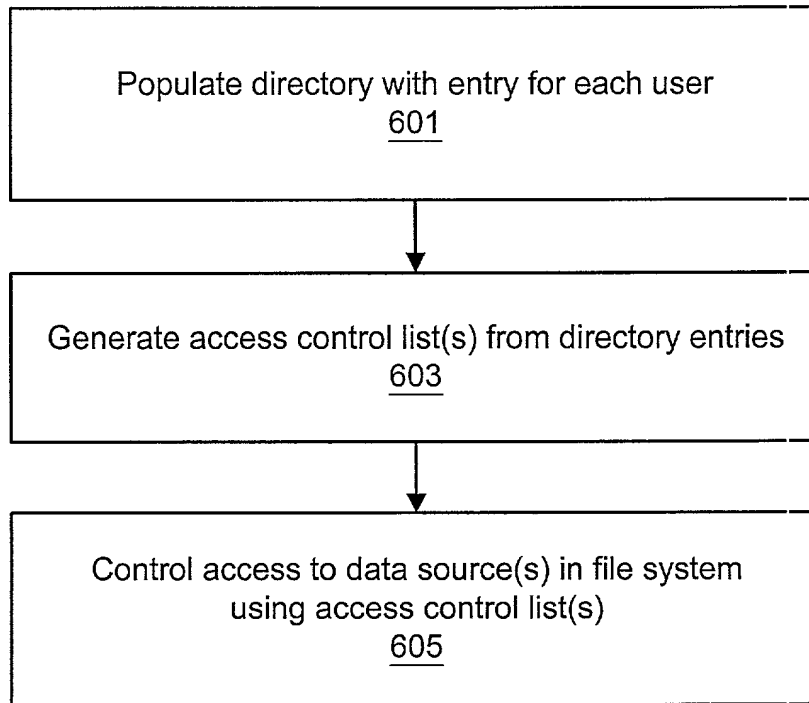 Populate directory with entry for each user
601
Generate access control list(s) from directory entries
603
Control access to data source(s) in file system
using access control list(s)
605